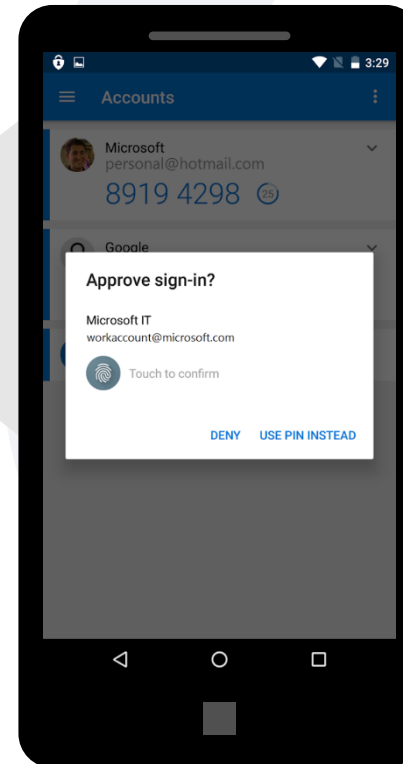 3:29
Accounts
Microsoft
personal@hotmail.com
8919 4298 25
Google
Approve sign-in?
Microsoft IT
workaccount@microsoft.com
Touch to confirm
DENY USE PIN INSTEAD